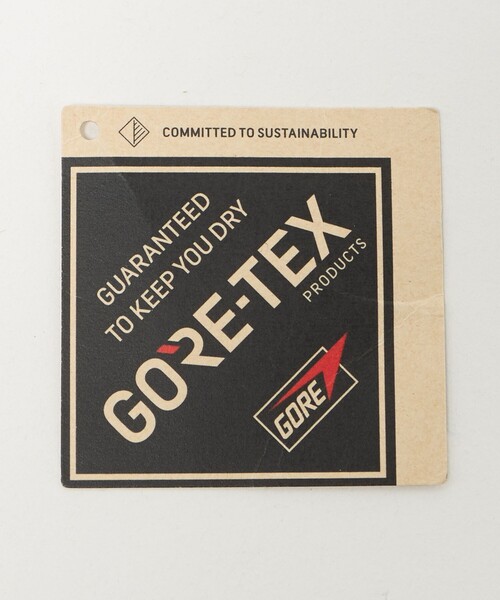 COMMITTED TO SUSTAINABILITY
GUARANTEED
TO KEEP YOU DRY
GORE-TEX
PRODUCTS
GORE